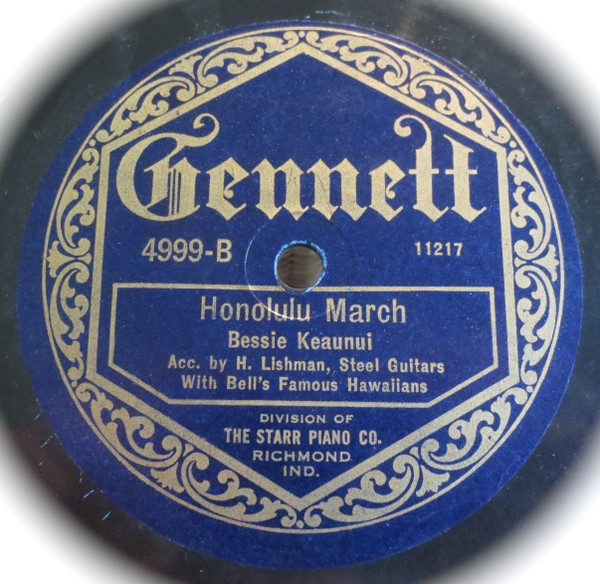 Gennett
4999-B 11217
Honolulu March
Bessie Keaunui
Acc. by H. Lishman, Steel Guitars
With Bell's Famous Hawaiians
DIVISION OF
THE STARR PIANO CO.
RICHMOND
IND.